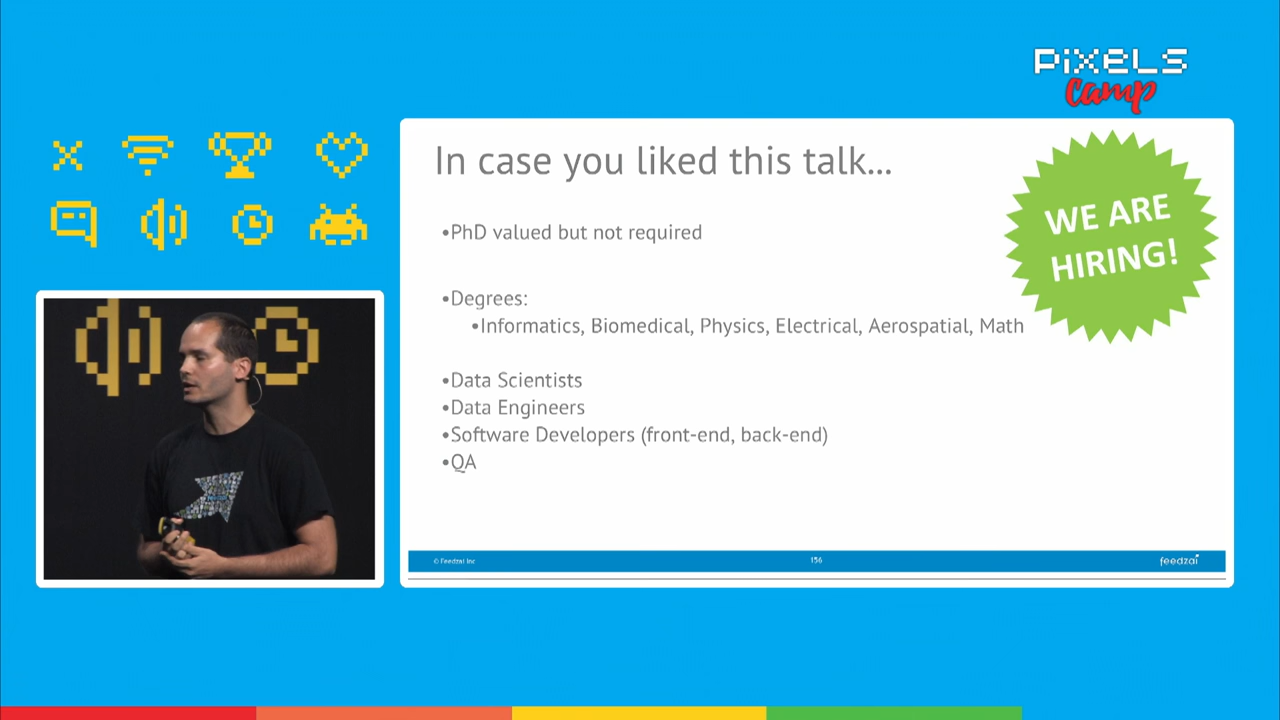 PiXELS
camp
In case you liked this talk...
WE ARE
HIRING!
•PhD valued but not required
•Degrees:
•Informatics, Biomedical, Physics, Electrical, Aerospatial, Math
•Data Scientists
•Data Engineers
•Software Developers (front-end, back-end)
•QA
© Feedzai Inc
156
feedzai